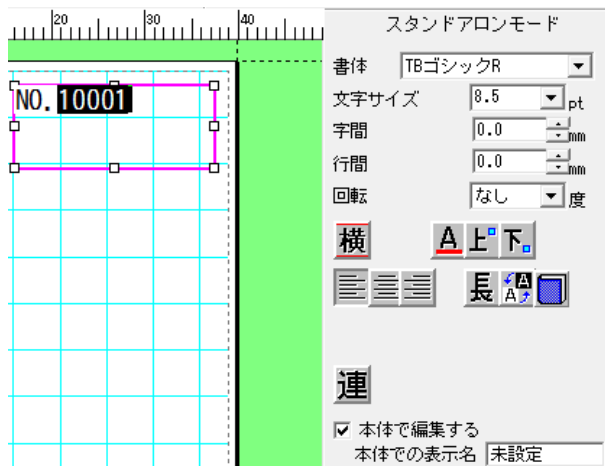 20 30 40
NO.10001
スタンドアロンモード
書体 TBゴシックR
文字サイズ 8.5 pt
字間 0.0 mm
行間 0.0 mm
回転 なし 度
横 A 上 下
長 A A
連
本体で編集する
本体での表示名 未設定